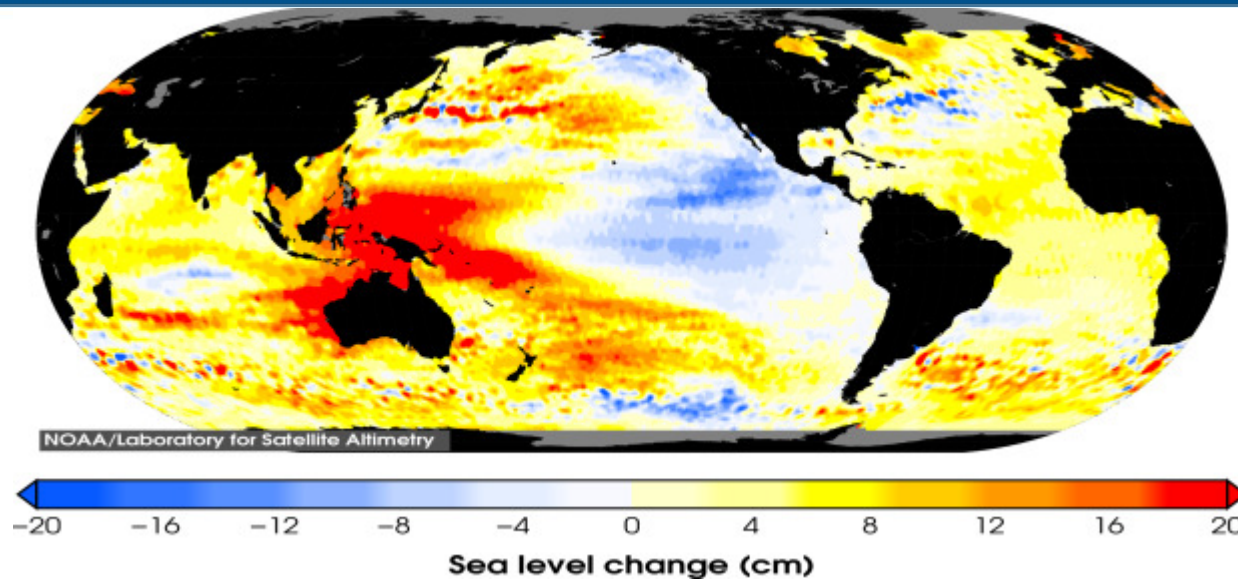 NOAA/Laboratory for Satellite Altimetry
−20 −16 −12 −8 −4 0 4 8 12 16 20
Sea level change (cm)